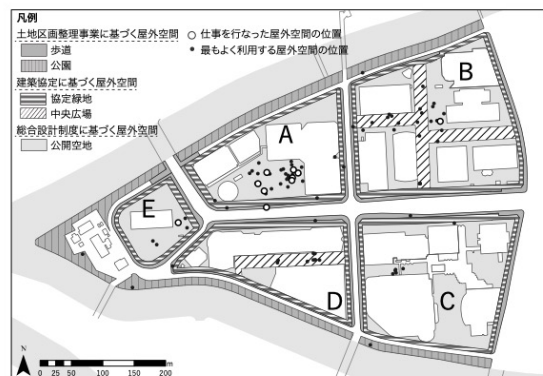 凡例
土地区画整理事業に基づく屋外空間
歩道
公園
建築協定に基づく屋外空間
協定緑地
中央広場
総合設計制度に基づく屋外空間
公開空地
仕事を行なった屋外空間の位置
最もよく利用する屋外空間の位置
A
B
E
D
C
N
0 25 50 100 150 200
m